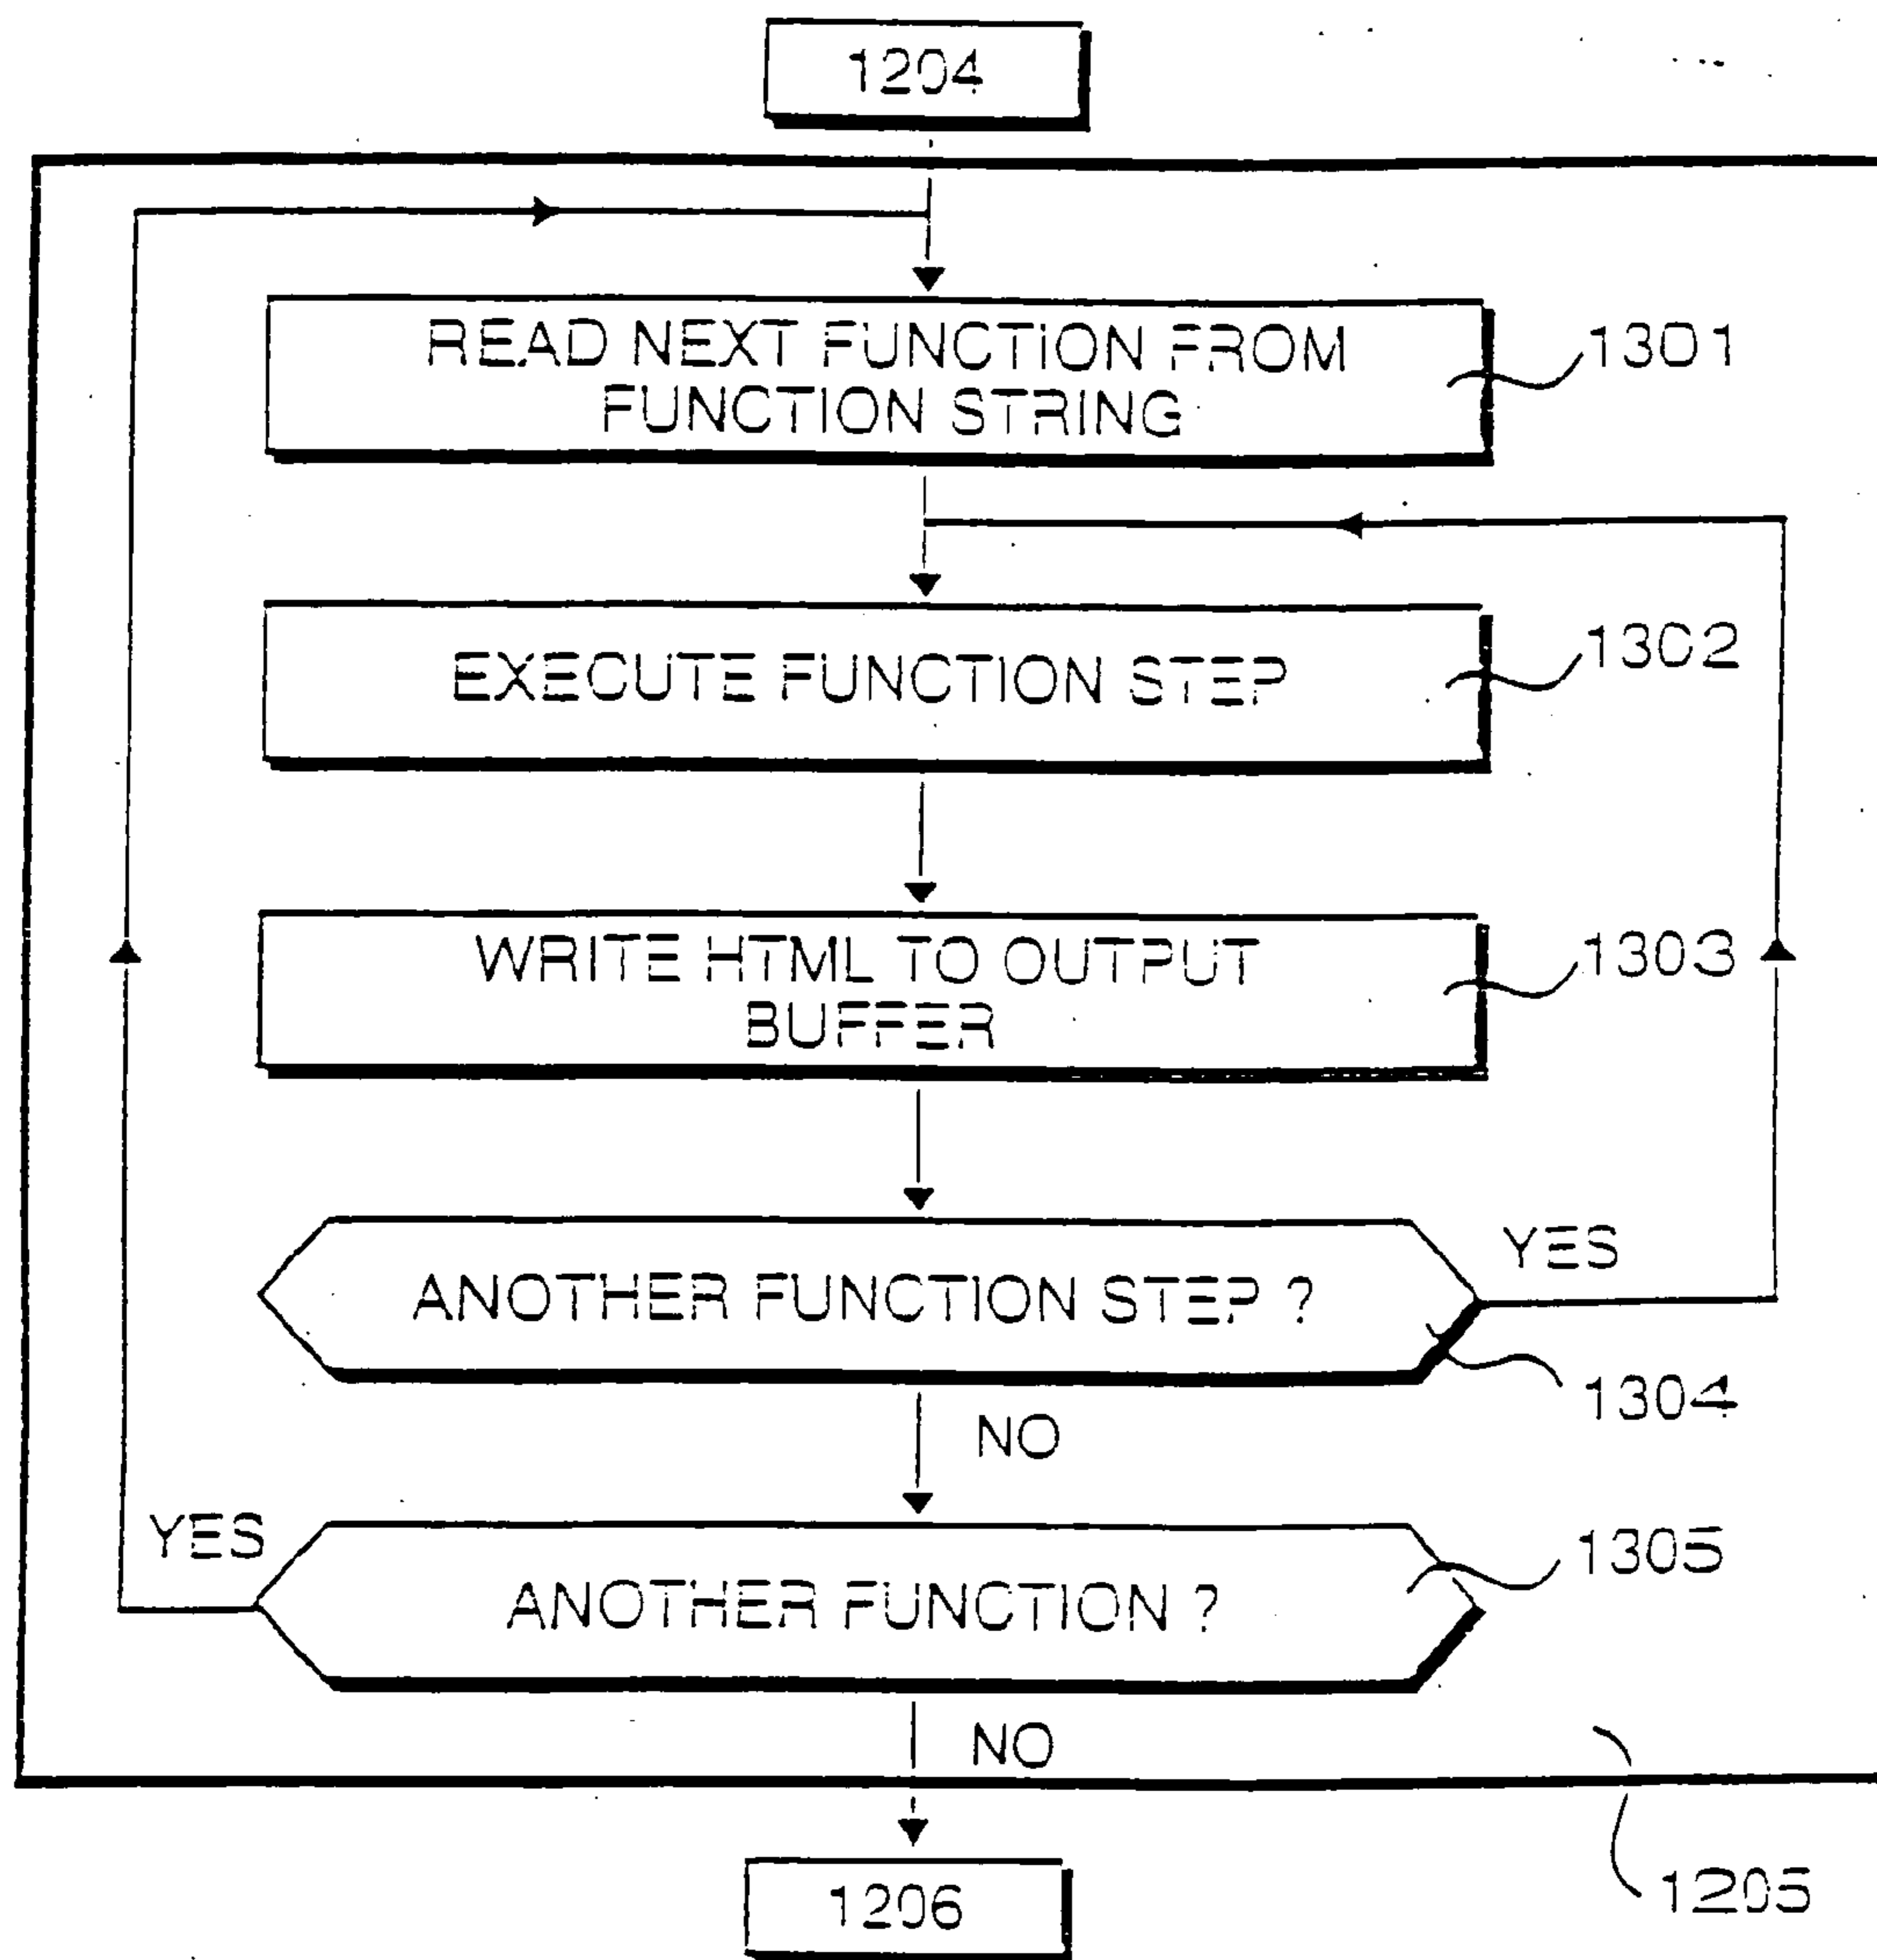 1204
READ NEXT FUNCTION FROM
FUNCTION STRING
1301
EXECUTE FUNCTION STEP
1302
WRITE HTML TO OUTPUT
BUFFER
1303
ANOTHER FUNCTION STEP ?
YES
1304
NO
YES
ANOTHER FUNCTION ?
1305
NO
1206
1205